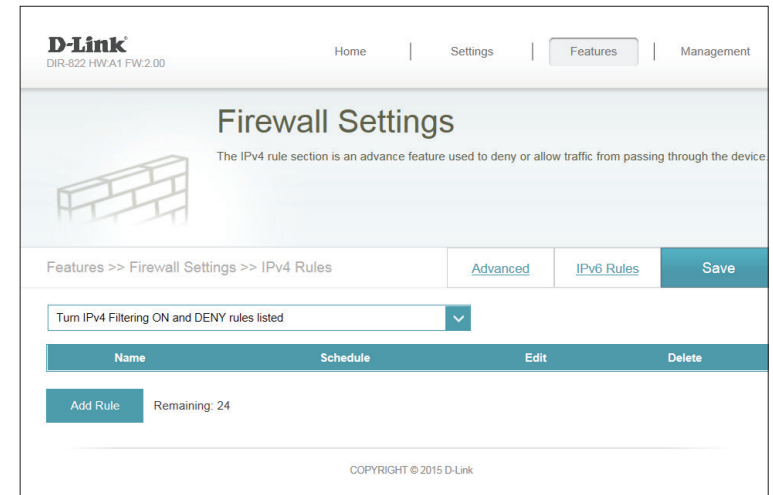 D-Link
DIR-822 HW:A1 FW:2.00
Home | Settings | Features | Management
Firewall Settings
The IPv4 rule section is an advance feature used to deny or allow traffic from passing through the device.
Features >> Firewall Settings >> IPv4 Rules
Advanced
IPv6 Rules
Save
Turn IPv4 Filtering ON and DENY rules listed
Name Schedule Edit Delete
Add Rule Remaining: 24
COPYRIGHT © 2015 D-Link